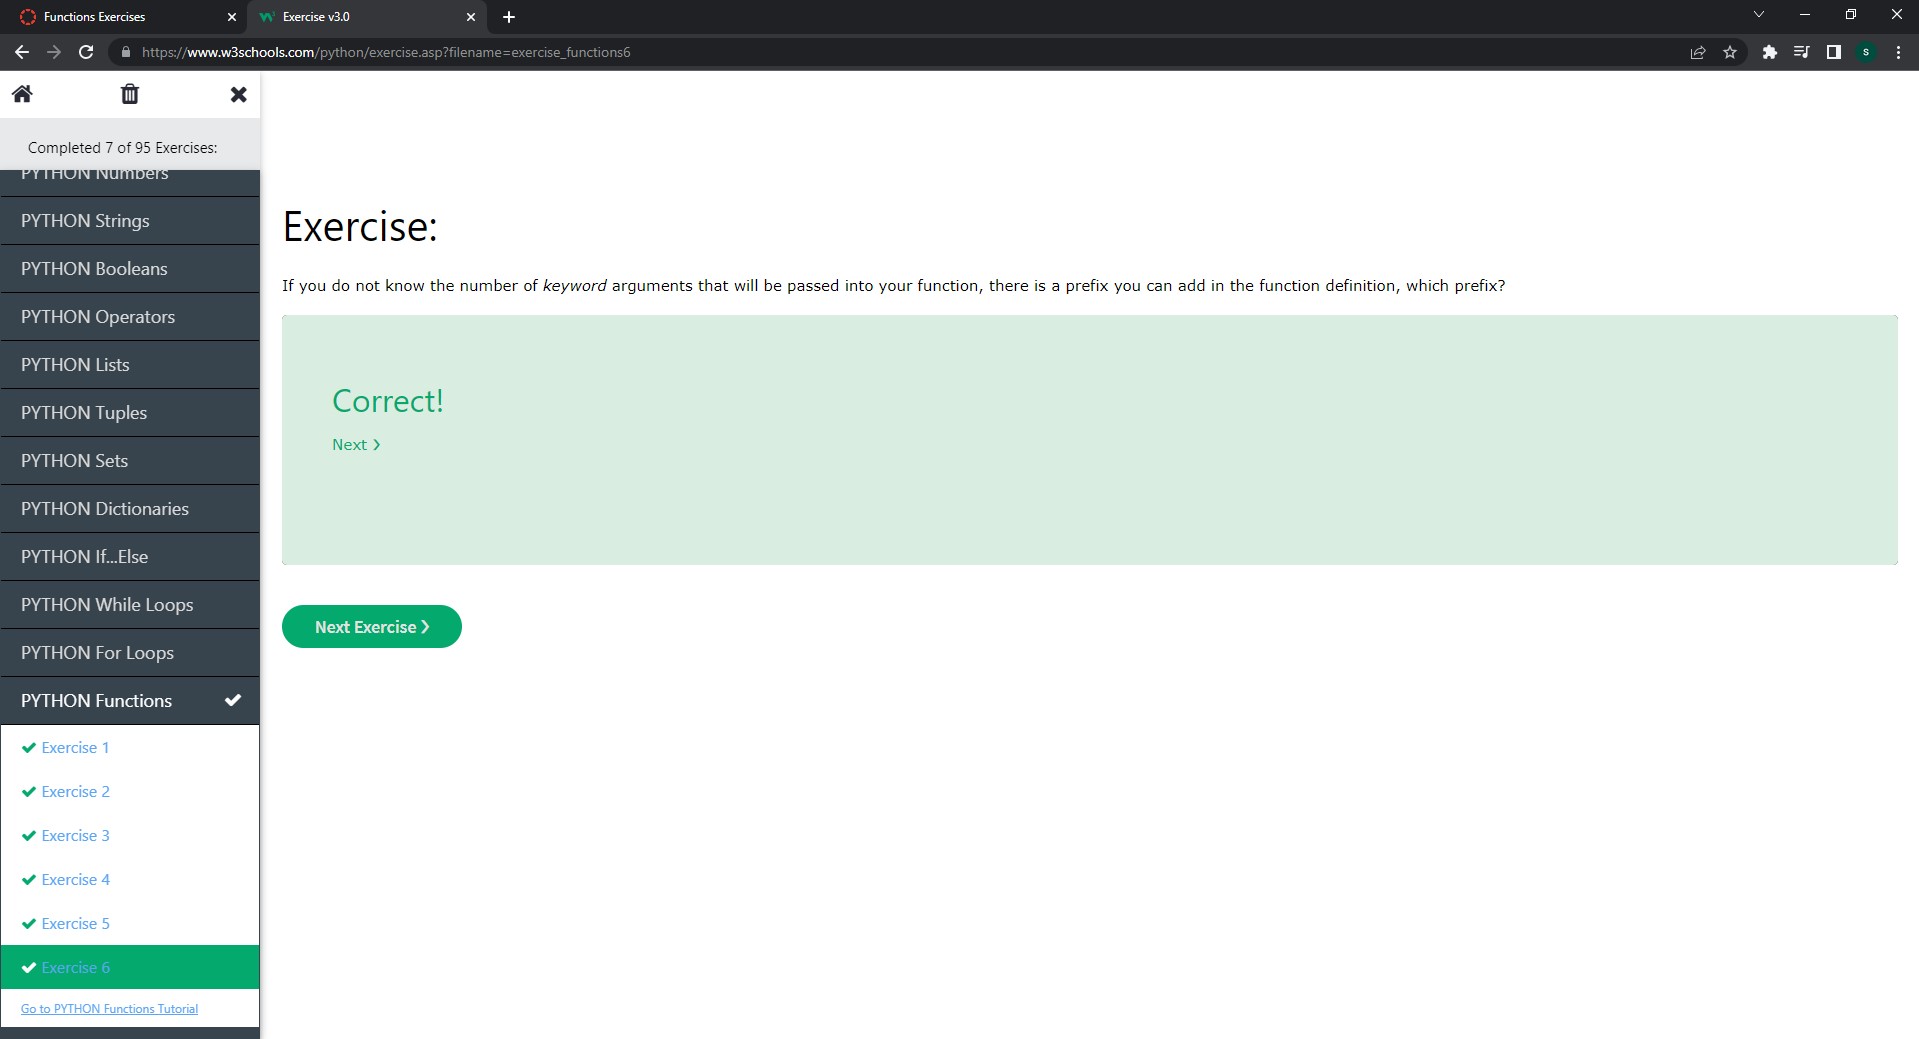 Functions Exercises
Exercise v3.0
https://www.w3schools.com/python/exercise.asp?filename=exercise_functions6
S
Completed 7 of 95 Exercises:
PYTHON Numbers
PYTHON Strings
PYTHON Booleans
PYTHON Operators
PYTHON Lists
PYTHON Tuples
PYTHON Sets
PYTHON Dictionaries
PYTHON If...Else
PYTHON While Loops
PYTHON For Loops
PYTHON Functions
Exercise 1
Exercise 2
Exercise 3
Exercise 4
Exercise 5
Exercise 6
Go to PYTHON Functions Tutorial
Exercise:
If you do not know the number of keyword arguments that will be passed into your function, there is a prefix you can add in the function definition, which prefix?
Correct!
Next ❯
Next Exercise ❯